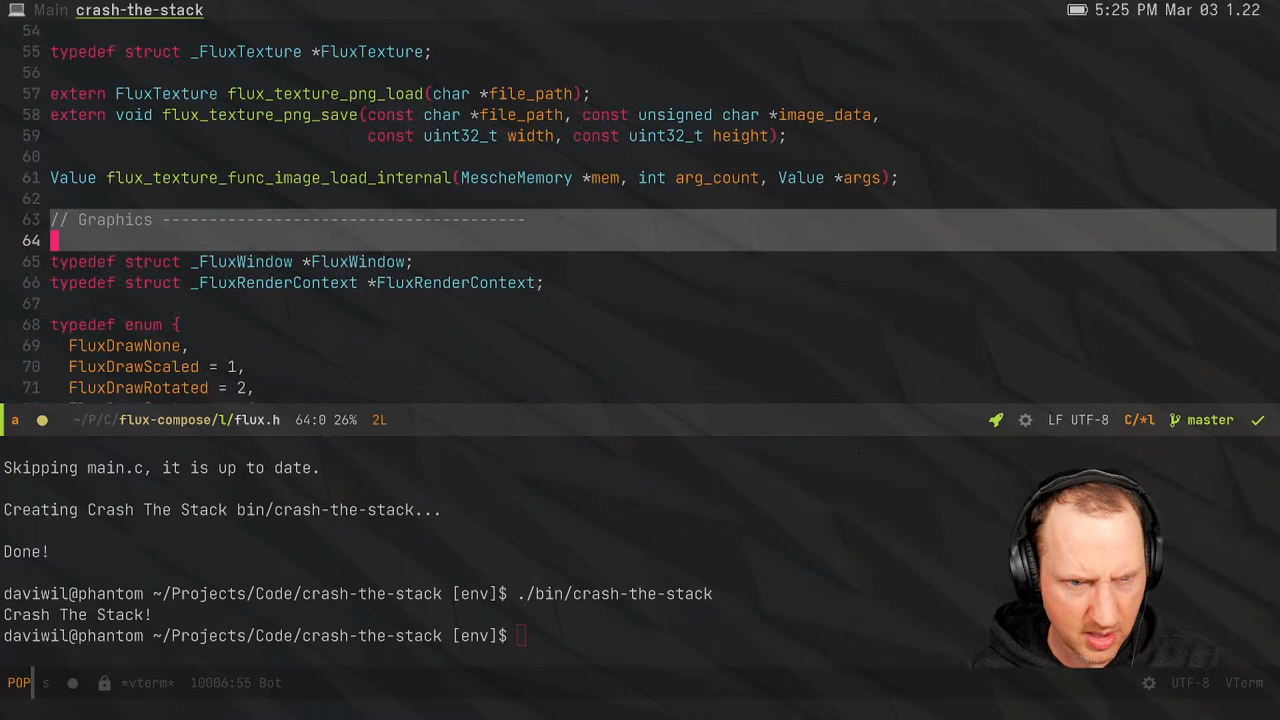 Main crash-the-stack
5:25 PM Mar 03 1.22
54
55 typedef struct _FluxTexture *FluxTexture;
56
57 extern FluxTexture flux_texture_png_load(char *file_path);
58 extern void flux_texture_png_save(const char *file_path, const unsigned char *image_data,
59 const uint32_t width, const uint32_t height);
60
61 Value flux_texture_func_image_load_internal(MescheMemory *mem, int arg_count, Value *args);
62
63 // Graphics ---------------------------------------
64
65 typedef struct _FluxWindow *FluxWindow;
66 typedef struct _FluxRenderContext *FluxRenderContext;
67
68 typedef enum {
69 FluxDrawNone,
70 FluxDrawScaled = 1,
71 FluxDrawRotated = 2,
a ~/P/C/flux-compose/l/flux.h 64:0 26% 2L LF UTF-8 C/*l master
Skipping main.c, it is up to date.
Creating Crash The Stack bin/crash-the-stack...
Done!
daviwil@phantom ~/Projects/Code/crash-the-stack [env]$ ./bin/crash-the-stack
Crash The Stack!
daviwil@phantom ~/Projects/Code/crash-the-stack [env]$
POP s *vterm* 10006:55 Bot UTF-8 VTerm